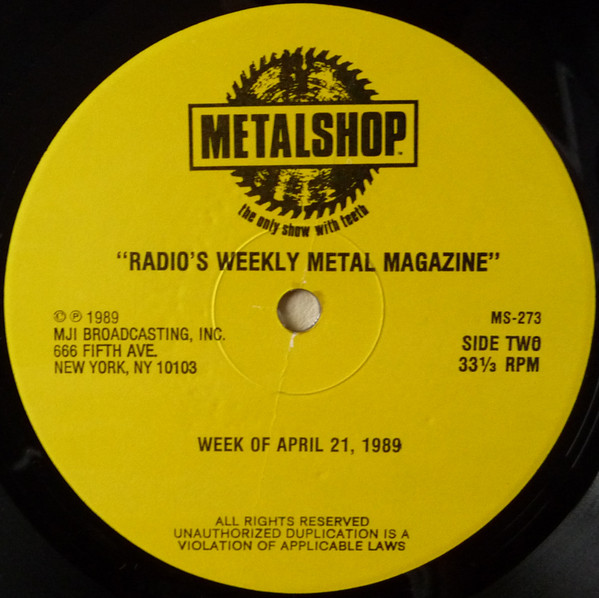 METALSHOP™
the only show with teeth
"RADIO'S WEEKLY METAL MAGAZINE"
© ℗ 1989
MJI BROADCASTING, INC.
666 FIFTH AVE.
NEW YORK, NY 10103
MS-273
SIDE TWO
33⅓ RPM
WEEK OF APRIL 21, 1989
ALL RIGHTS RESERVED
UNAUTHORIZED DUPLICATION IS A
VIOLATION OF APPLICABLE LAWS